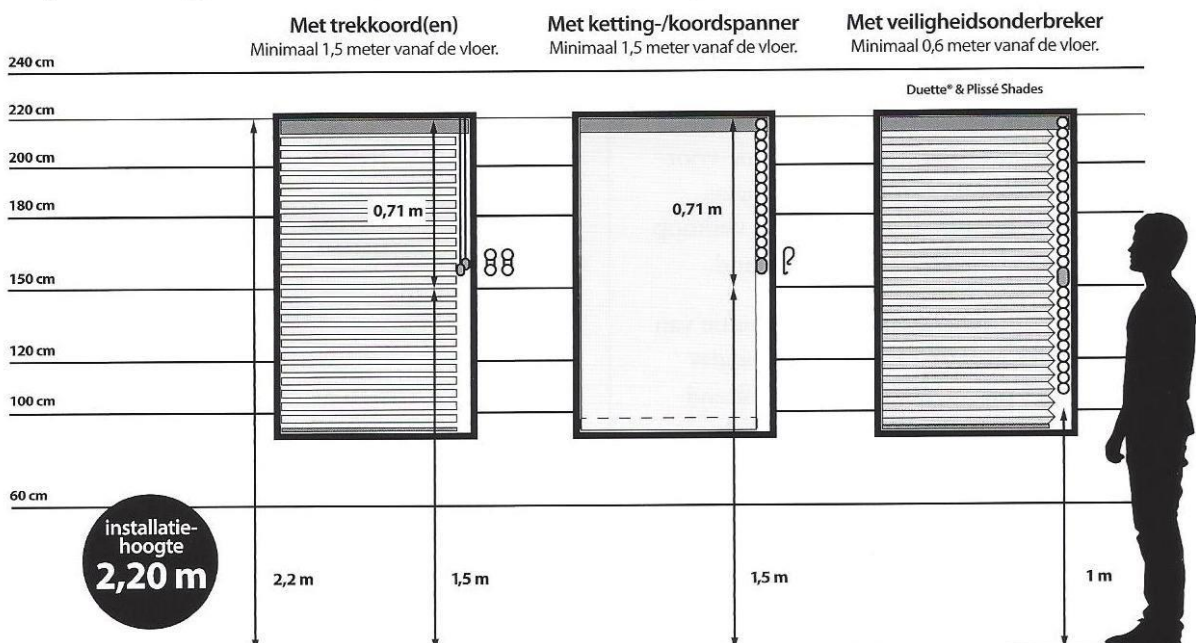 Met trekkoord(en)
Minimaal 1,5 meter vanaf de vloer.
Met ketting-/koordspanner
Minimaal 1,5 meter vanaf de vloer.
Met veiligheidsonderbreker
Minimaal 0,6 meter vanaf de vloer.
Duette® & Plissé Shades
240 cm
220 cm
200 cm
180 cm
150 cm
120 cm
100 cm
60 cm
0,71 m
0,71 m
installatie-
hoogte
2,20 m
2,2 m
1,5 m
1,5 m
1 m